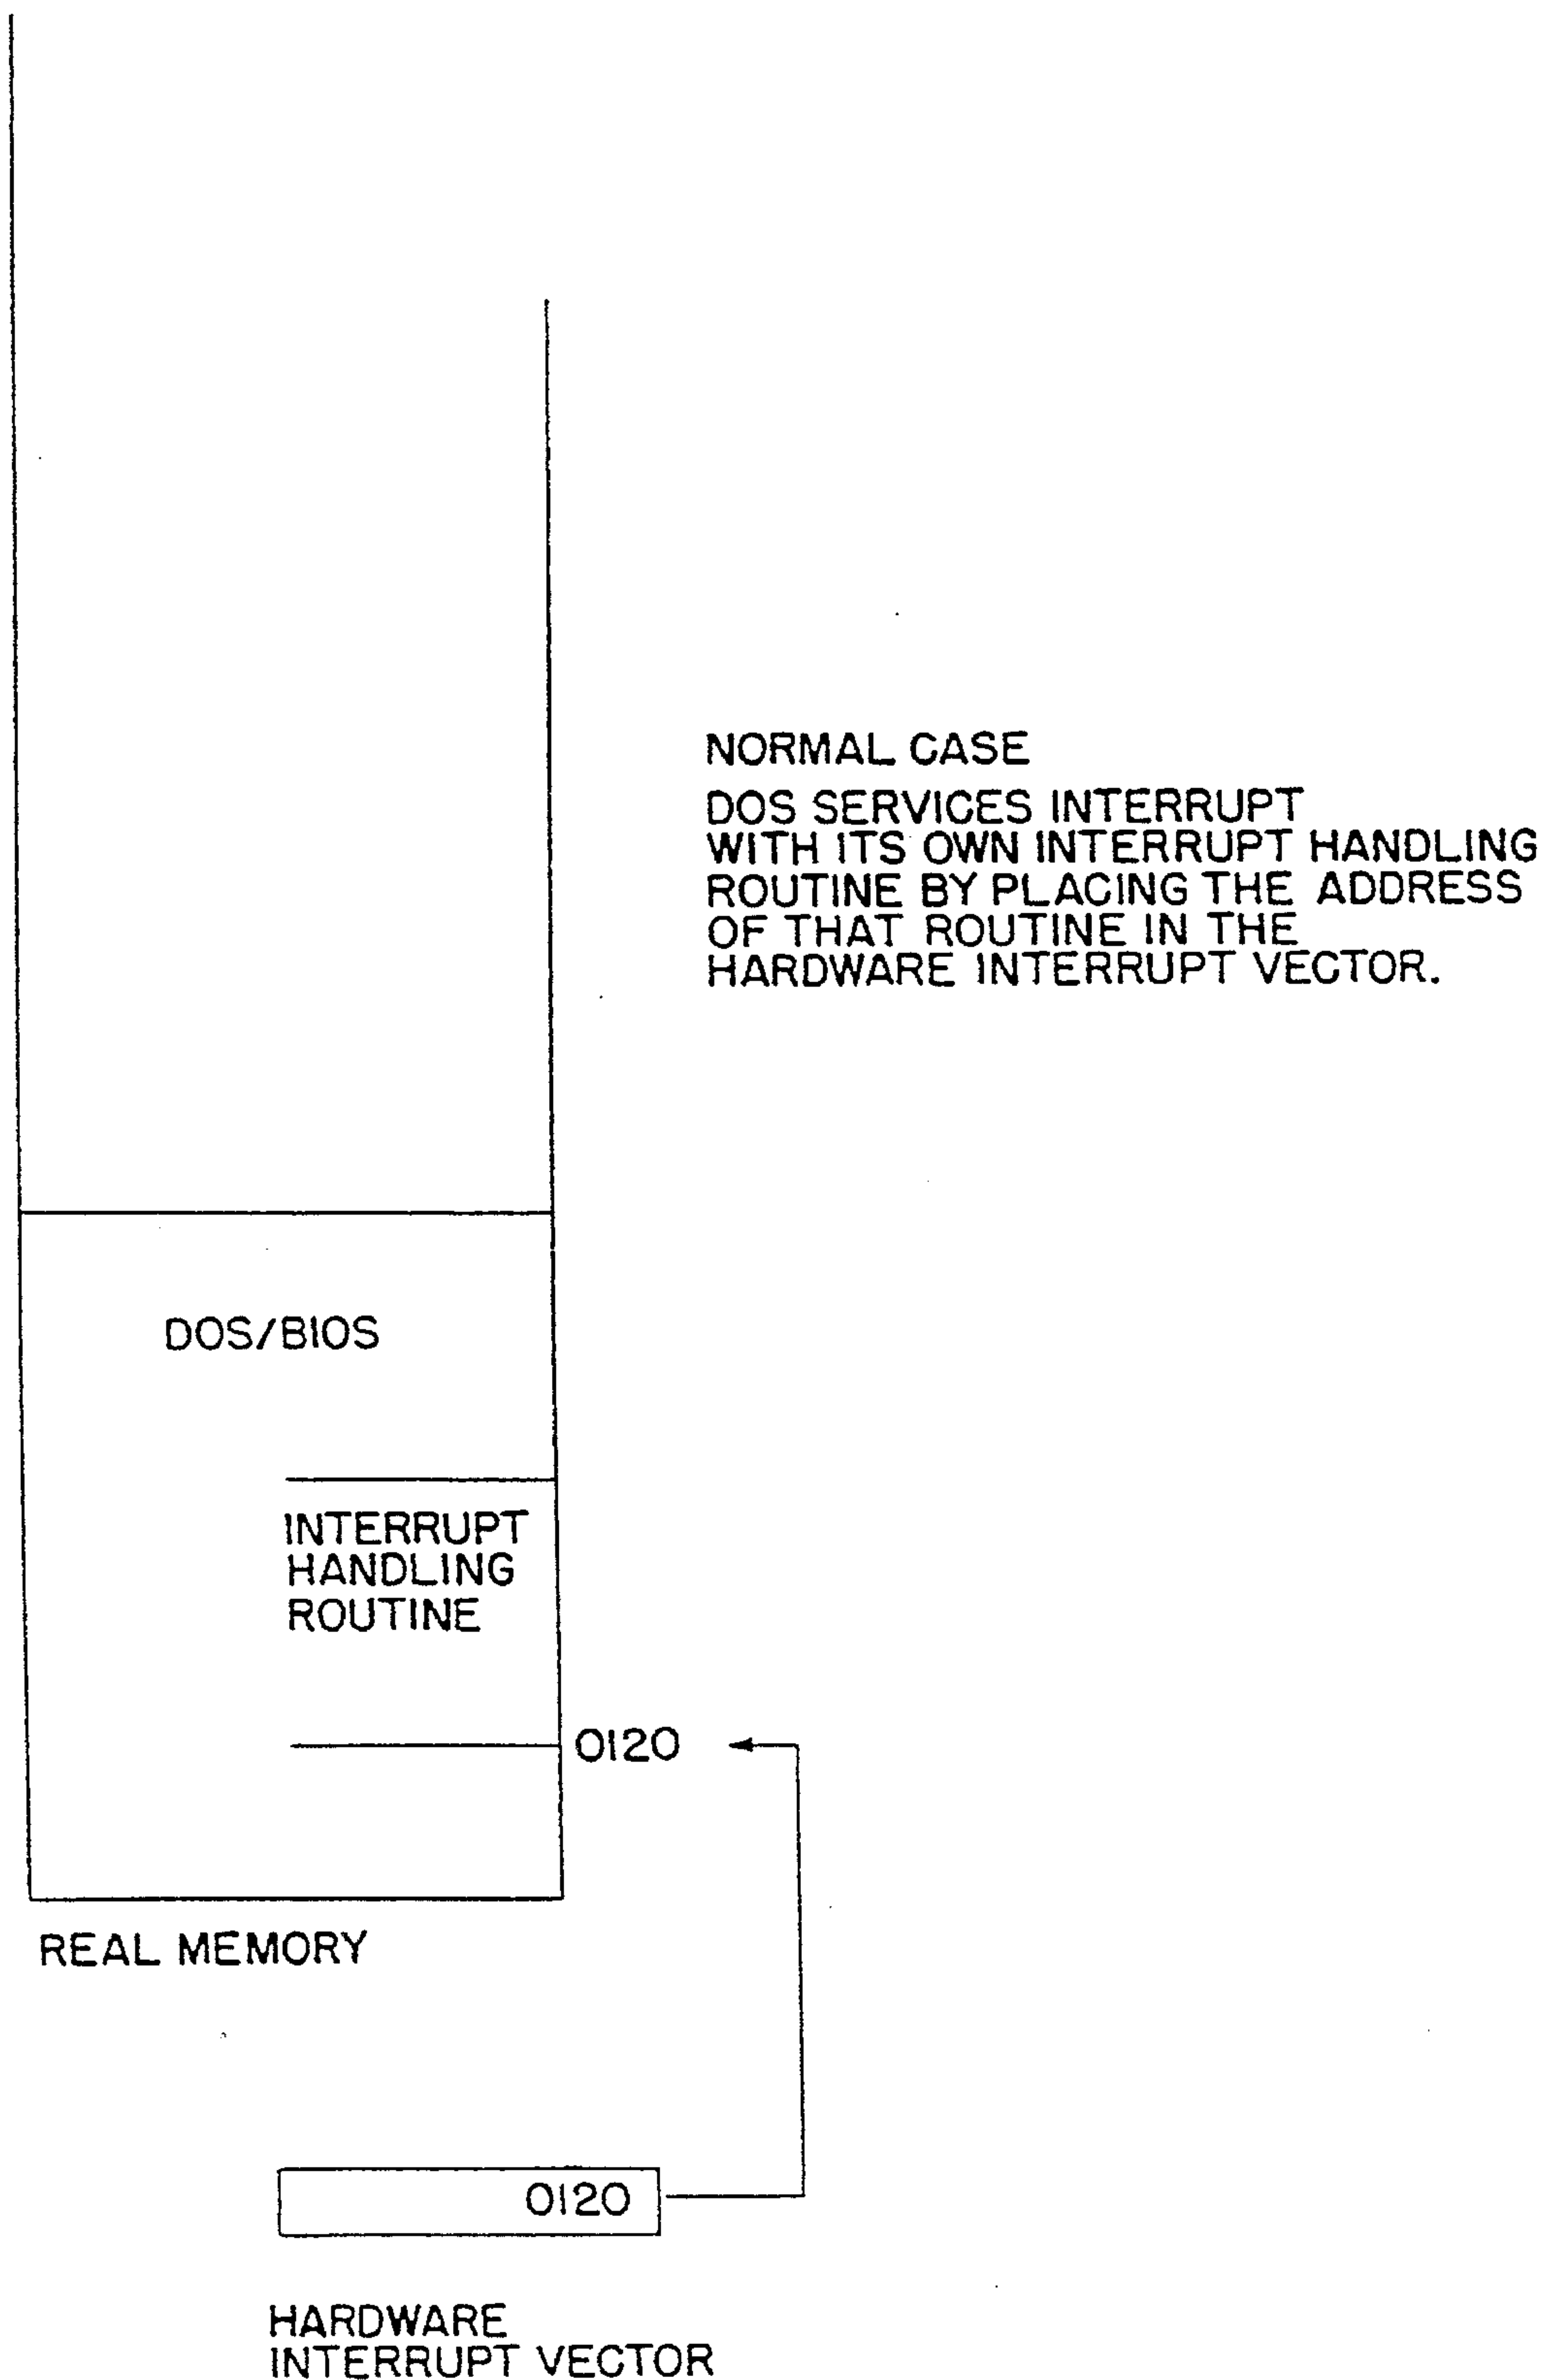 NORMAL CASE
DOS SERVICES INTERRUPT
WITH ITS OWN INTERRUPT HANDLING
ROUTINE BY PLACING THE ADDRESS
OF THAT ROUTINE IN THE
HARDWARE INTERRUPT VECTOR.
DOS/BIOS
INTERRUPT
HANDLING
ROUTINE
0120
REAL MEMORY
0120
HARDWARE
INTERRUPT VECTOR